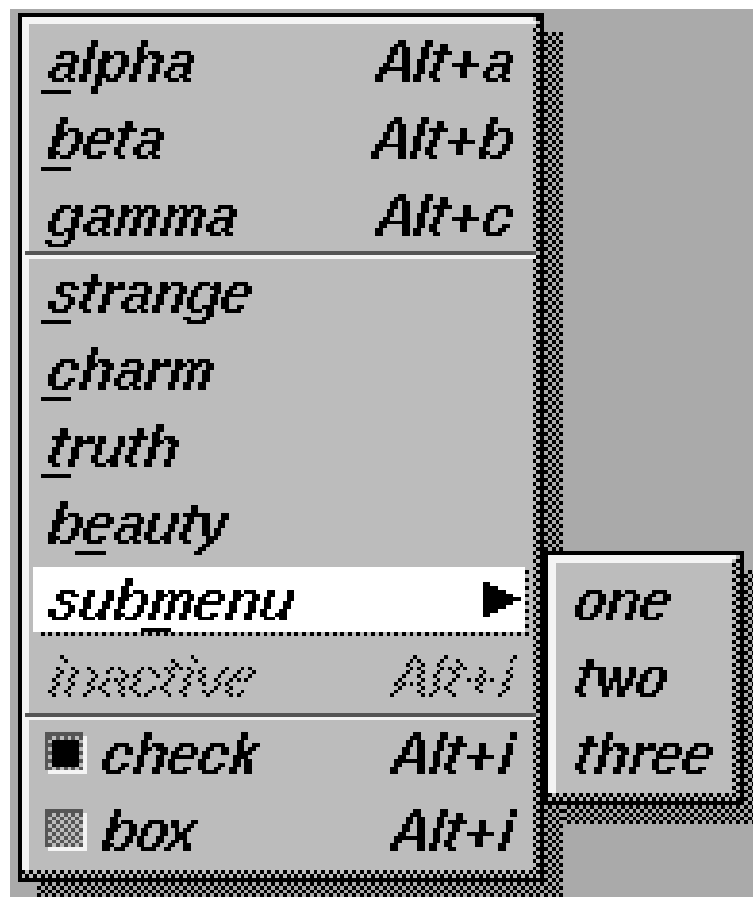 alpha Alt+a
beta Alt+b
gamma Alt+c
strange
charm
truth
beauty
submenu
inactive Alt+i
check Alt+i
box Alt+i
one
two
three